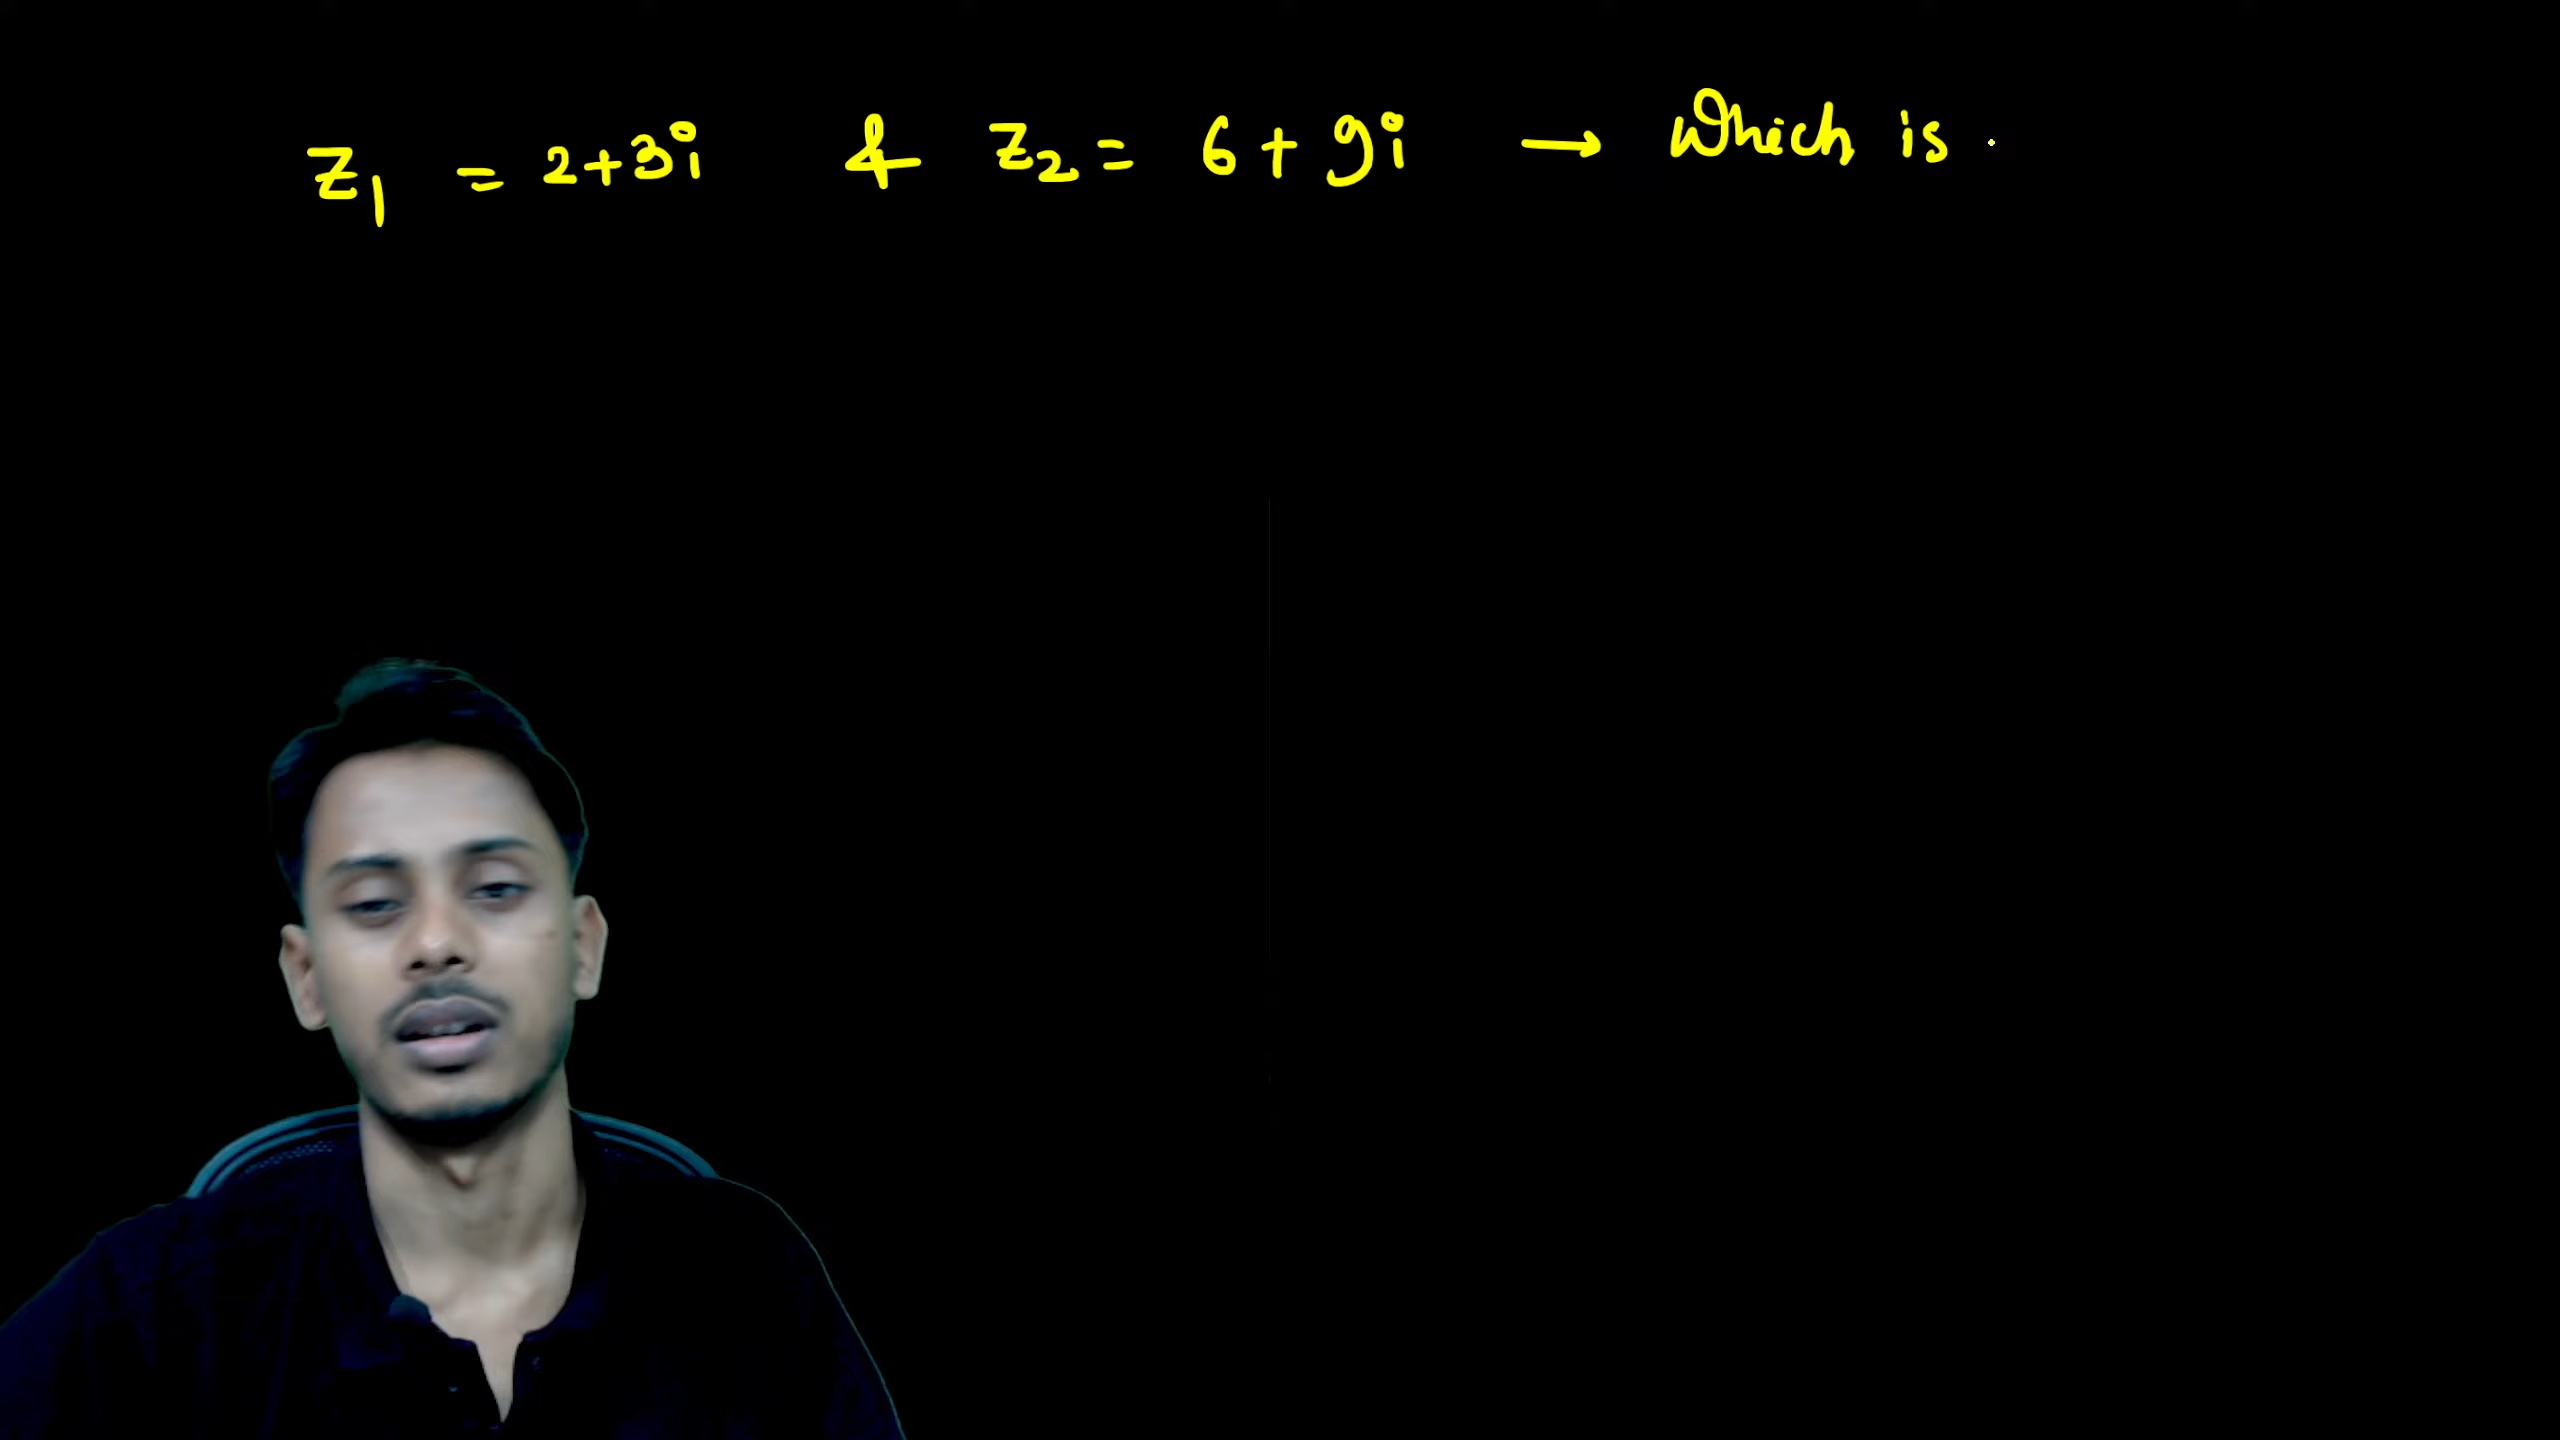 z₁ = 2+3i & z₂ = 6 + 9i → Which is